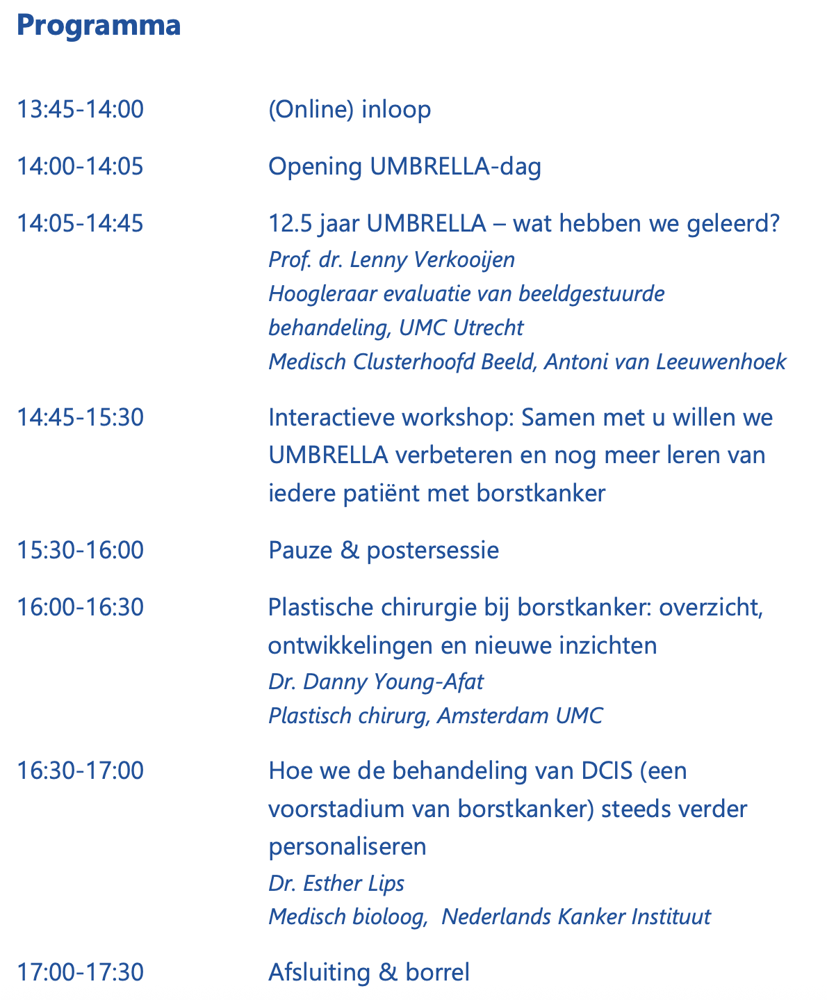 Programma
13:45-14:00 (Online) inloop
14:00-14:05 Opening UMBRELLA-dag
14:05-14:45 12.5 jaar UMBRELLA – wat hebben we geleerd?
Prof. dr. Lenny Verkooijen
Hoogleraar evaluatie van beeldgestuurde
behandeling, UMC Utrecht
Medisch Clusterhoofd Beeld, Antoni van Leeuwenhoek
14:45-15:30 Interactieve workshop: Samen met u willen we
UMBRELLA verbeteren en nog meer leren van
iedere patiënt met borstkanker
15:30-16:00 Pauze & postersessie
16:00-16:30 Plastische chirurgie bij borstkanker: overzicht,
ontwikkelingen en nieuwe inzichten
Dr. Danny Young-Afat
Plastisch chirurg, Amsterdam UMC
16:30-17:00 Hoe we de behandeling van DCIS (een
voorstadium van borstkanker) steeds verder
personaliseren
Dr. Esther Lips
Medisch bioloog,  Nederlands Kanker Instituut
17:00-17:30 Afsluiting & borrel